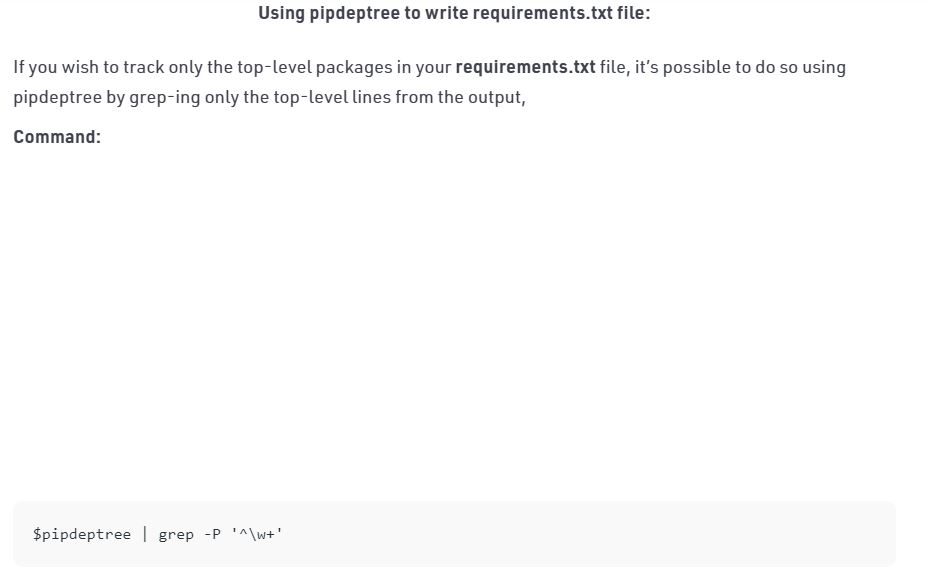 Using pipdeptree to write requirements.txt file:
If you wish to track only the top-level packages in your requirements.txt file, it’s possible to do so using
pipdeptree by grep-ing only the top-level lines from the output,
Command:
$pipdeptree | grep -P '^\w+'